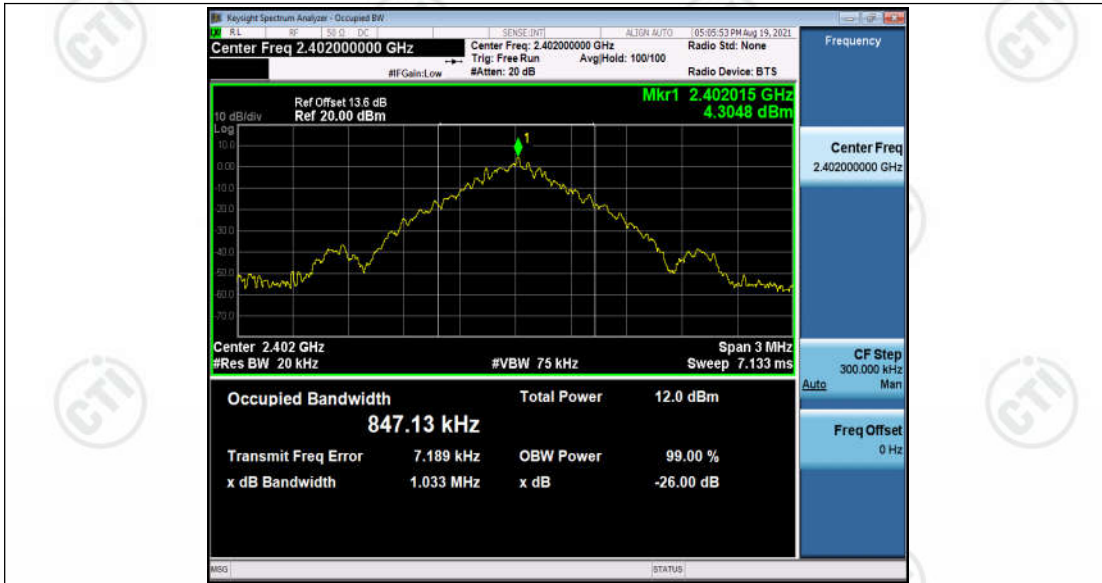 Keysight Spectrum Analyzer - Occupied BW
RL RF 50 Ω DC SENSE:INT ALIGN AUTO 05:05:53 PM Aug 19, 2021
Center Freq 2.402000000 GHz Center Freq: 2.402000000 GHz Radio Std: None Frequency
Trig: Free Run Avg|Hold: 100/100
#IFGain:Low #Atten: 20 dB Radio Device: BTS
Mkr1 2.402015 GHz
4.3048 dBm
Ref Offset 13.6 dB
10 dB/div Ref 20.00 dBm
Log
10.0
0.00
-10.0
-20.0
-30.0
-40.0
-50.0
-60.0
-70.0
1
Center Freq
2.402000000 GHz
Center 2.402 GHz Span 3 MHz
#Res BW 20 kHz #VBW 75 kHz Sweep 7.133 ms
CF Step
300.000 kHz
Auto Man
Occupied Bandwidth Total Power 12.0 dBm
847.13 kHz
Transmit Freq Error 7.189 kHz OBW Power 99.00 %
x dB Bandwidth 1.033 MHz x dB -26.00 dB
Freq Offset
0 Hz
MSG STATUS
CTI
CTI
CTI
CTI